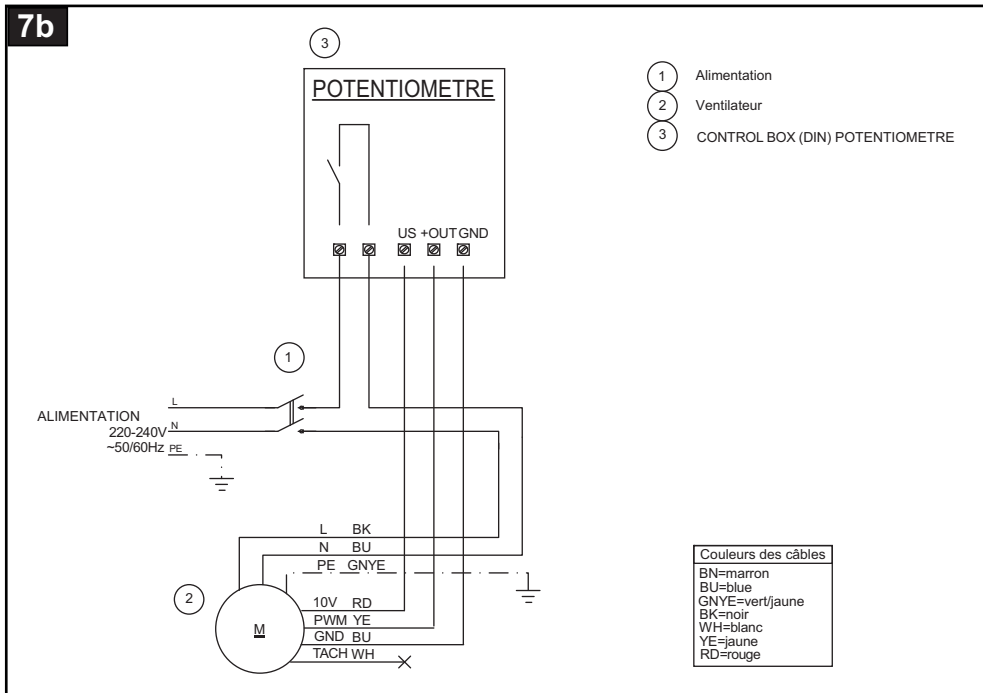 7b
3
POTENTIOMETRE
US +OUT GND
1 Alimentation
2 Ventilateur
3 CONTROL BOX (DIN) POTENTIOMETRE
1
ALIMENTATION
220-240V
~50/60Hz
L
N
PE
L BK
N BU
PE GNYE
2
M
10V RD
PWM YE
GND BU
TACH WH
Couleurs des câbles
BN=marron
BU=blue
GNYE=vert/jaune
BK=noir
WH=blanc
YE=jaune
RD=rouge